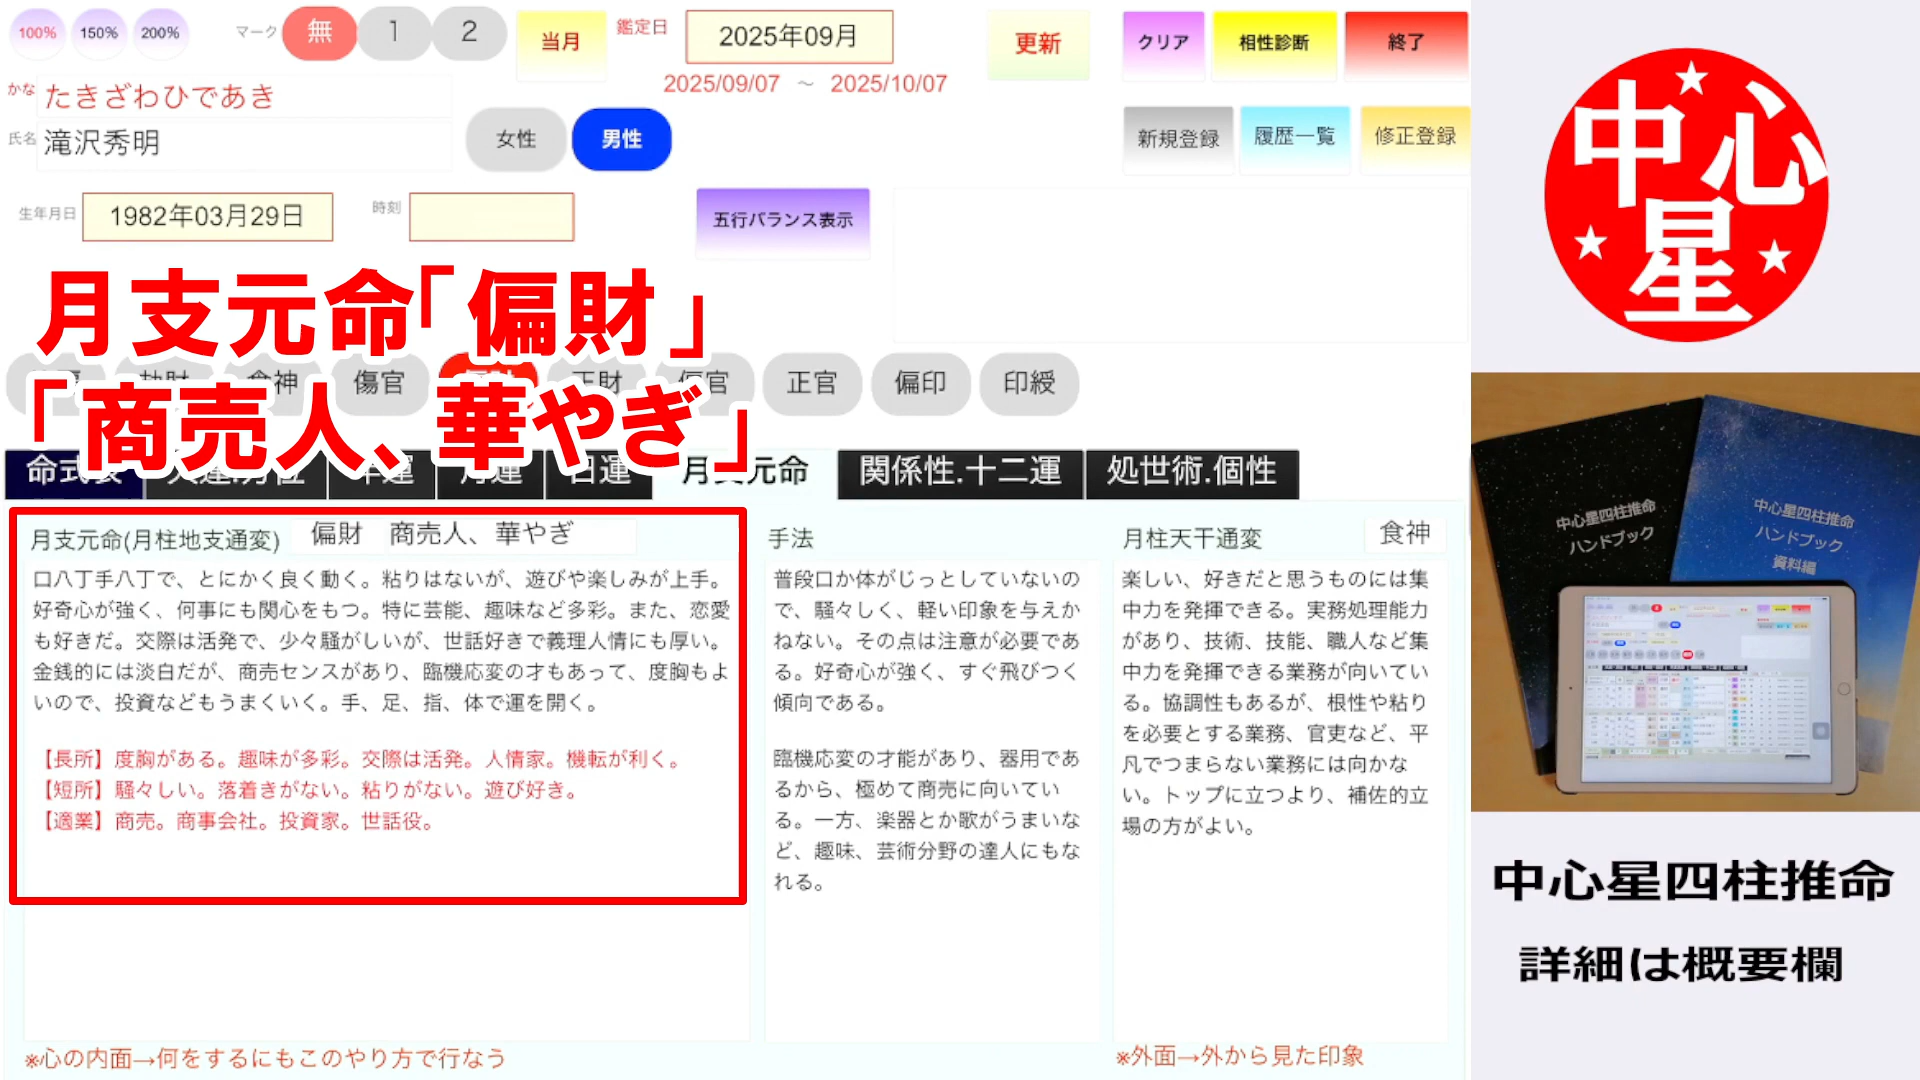 100% 150% 200%
マーク 無 1 2
当月
鑑定日
2025年09月
2025/09/07 ～ 2025/10/07
更新
クリア
相性診断
終了
かな たきざわひであき
氏名 滝沢秀明
女性 男性
新規登録
履歴一覧
修正登録
生年月日 1982年03月29日
時刻
五行バランス表示
月支元命「偏財」
「商売人、華やぎ」
傷官 正官 偏印 印綬
関係性.十二運 処世術.個性
月支元命(月柱地支通変) 偏財 商売人、華やぎ
口八丁手八丁で、とにかく良く動く。粘りはないが、遊びや楽しみが上手。
好奇心が強く、何事にも関心をもつ。特に芸能、趣味など多彩。また、恋愛
も好きだ。交際は活発で、少々騒がしいが、世話好きで義理人情にも厚い。
金銭的には淡白だが、商売センスがあり、臨機応変の才もあって、度胸もよ
いので、投資などもうまくいく。手、足、指、体で運を開く。
【長所】度胸がある。趣味が多彩。交際は活発。人情家。機転が利く。
【短所】騒々しい。落着きがない。粘りがない。遊び好き。
【適業】商売。商事会社。投資家。世話役。
※心の内面→何をするにもこのやり方で行なう
手法
普段口か体がじっとしていないの
で、騒々しく、軽い印象を与えか
ねない。その点は注意が必要であ
る。好奇心が強く、すぐ飛びつく
傾向である。
臨機応変の才能があり、器用であ
るから、極めて商売に向いてい
る。一方、楽器とか歌がうまいな
ど、趣味、芸術分野の達人にもな
れる。
月柱天干通変 食神
楽しい、好きだと思うものには集
中力を発揮できる。実務処理能力
があり、技術、技能、職人など集
中力を発揮できる業務が向いてい
る。協調性もあるが、根性や粘り
を必要とする業務、官吏など、平
凡でつまらない業務には向かな
い。トップに立つより、補佐的立
場の方がよい。
※外面→外から見た印象
中心星
中心星四柱推命
ハンドブック
中心星四柱推命
ハンドブック
資料編
中心星四柱推命
詳細は概要欄